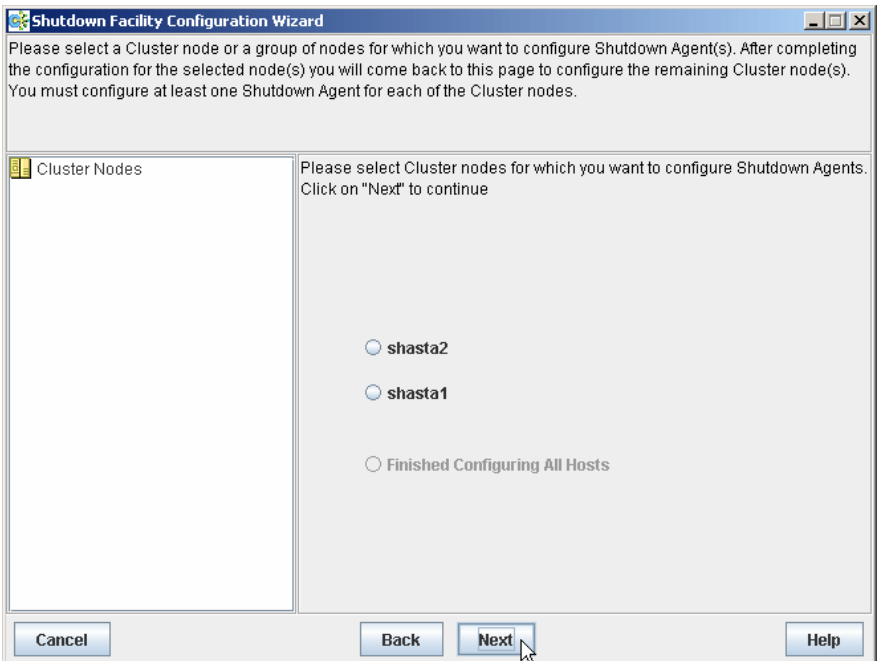 Shutdown Facility Configuration Wizard
Please select a Cluster node or a group of nodes for which you want to configure Shutdown Agent(s). After completing
the configuration for the selected node(s) you will come back to this page to configure the remaining Cluster node(s).
You must configure at least one Shutdown Agent for each of the Cluster nodes.
Cluster Nodes
Please select Cluster nodes for which you want to configure Shutdown Agents.
Click on "Next" to continue
shasta2
shasta1
Finished Configuring All Hosts
Cancel
Back
Next
Help